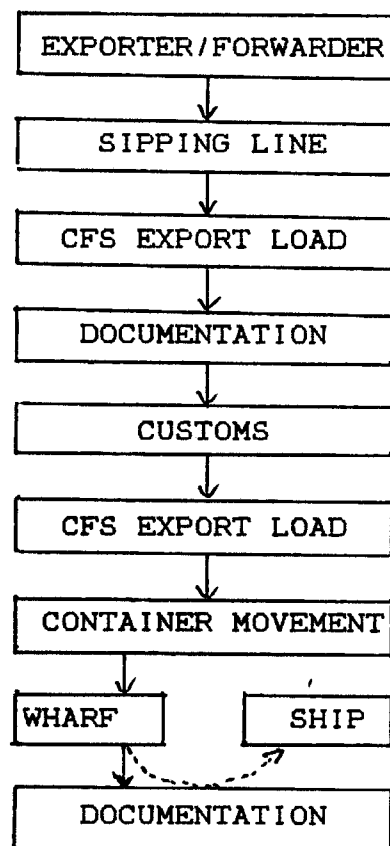 EXPORTER/FORWARDER
SIPPING LINE
CFS EXPORT LOAD
DOCUMENTATION
CUSTOMS
CFS EXPORT LOAD
CONTAINER MOVEMENT
WHARF SHIP
DOCUMENTATION